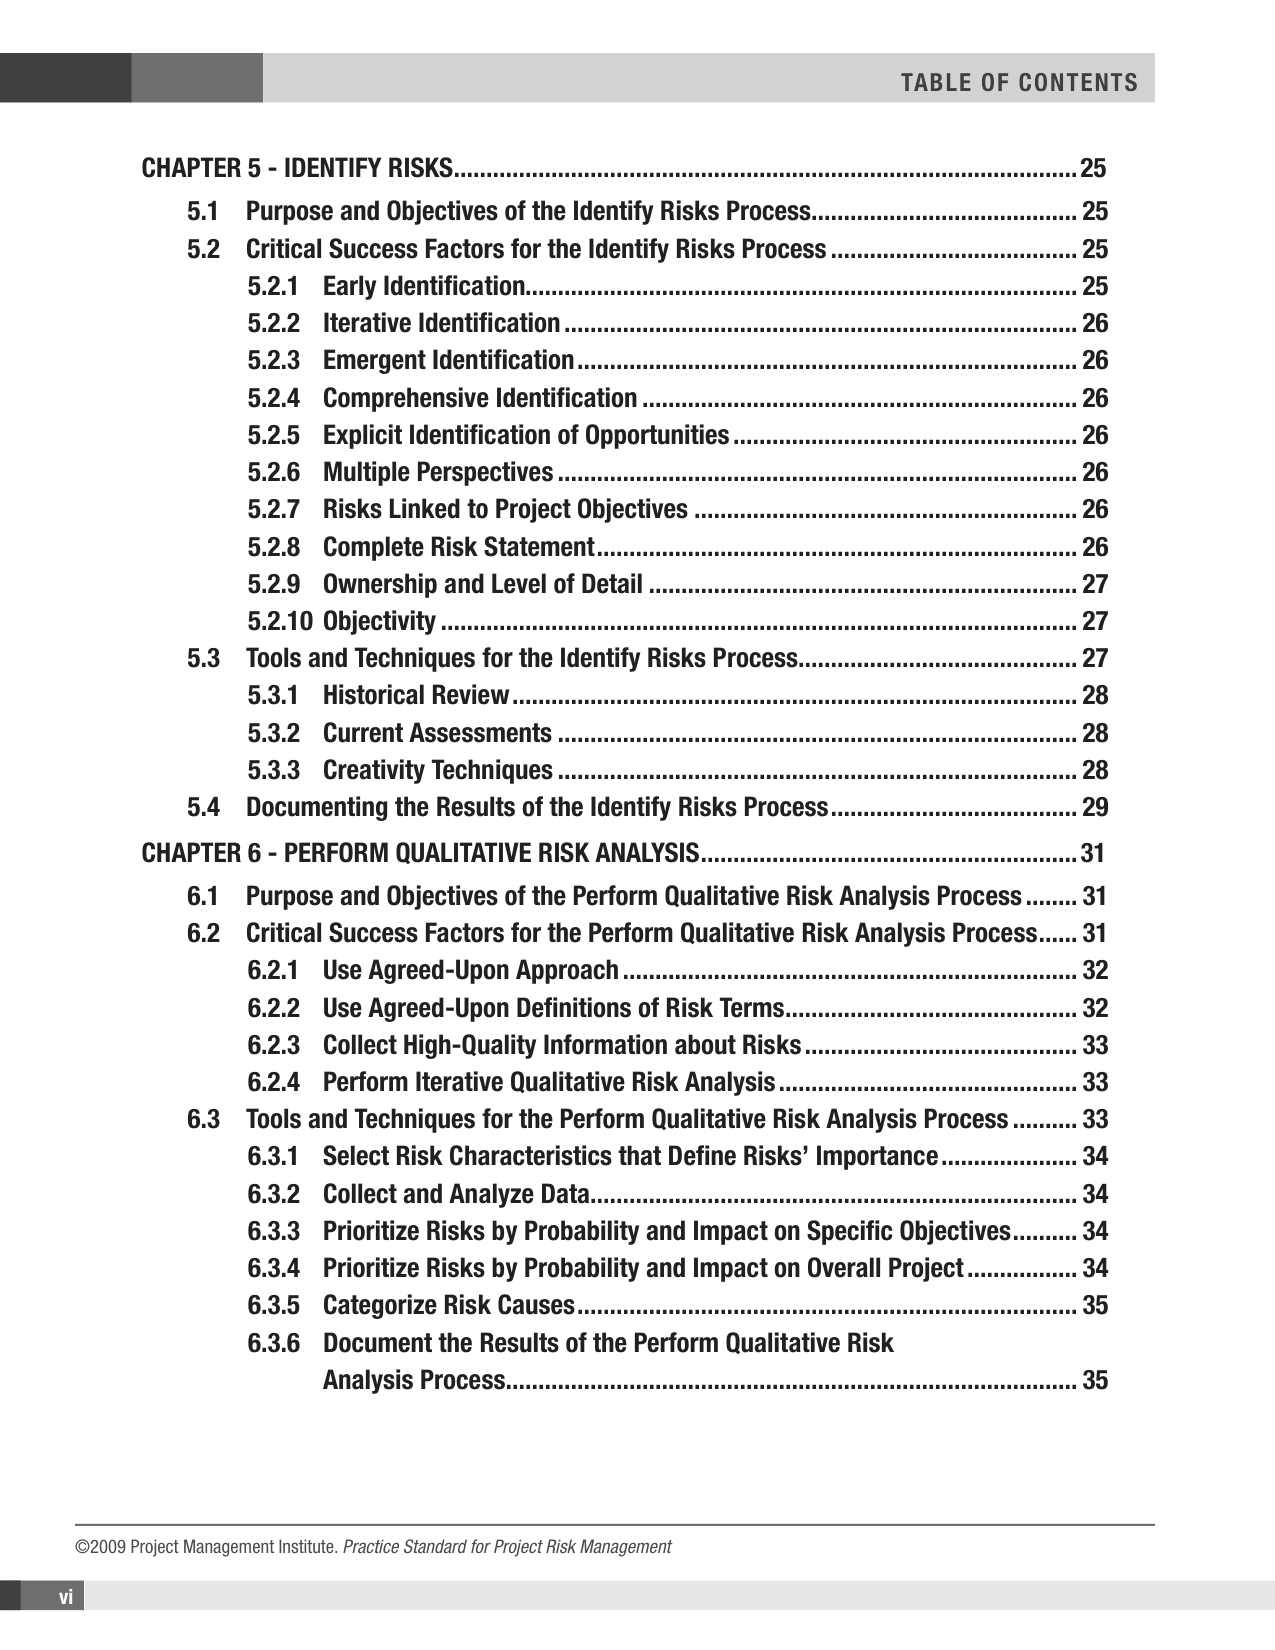 TABLE OF CONTENTS
CHAPTER 5 - IDENTIFY RISKS................................................................................................ 25
5.1 Purpose and Objectives of the Identify Risks Process......................................... 25
5.2 Critical Success Factors for the Identify Risks Process ...................................... 25
5.2.1 Early Identification..................................................................................... 25
5.2.2 Iterative Identification ............................................................................... 26
5.2.3 Emergent Identification ............................................................................. 26
5.2.4 Comprehensive Identification ................................................................... 26
5.2.5 Explicit Identification of Opportunities ..................................................... 26
5.2.6 Multiple Perspectives ................................................................................ 26
5.2.7 Risks Linked to Project Objectives ........................................................... 26
5.2.8 Complete Risk Statement.......................................................................... 26
5.2.9 Ownership and Level of Detail .................................................................. 27
5.2.10 Objectivity .................................................................................................. 27
5.3 Tools and Techniques for the Identify Risks Process........................................... 27
5.3.1 Historical Review ....................................................................................... 28
5.3.2 Current Assessments ................................................................................ 28
5.3.3 Creativity Techniques ................................................................................ 28
5.4 Documenting the Results of the Identify Risks Process...................................... 29
CHAPTER 6 - PERFORM QUALITATIVE RISK ANALYSIS.......................................................... 31
6.1 Purpose and Objectives of the Perform Qualitative Risk Analysis Process ........ 31
6.2 Critical Success Factors for the Perform Qualitative Risk Analysis Process...... 31
6.2.1 Use Agreed-Upon Approach ...................................................................... 32
6.2.2 Use Agreed-Upon Definitions of Risk Terms............................................. 32
6.2.3 Collect High-Quality Information about Risks .......................................... 33
6.2.4 Perform Iterative Qualitative Risk Analysis .............................................. 33
6.3 Tools and Techniques for the Perform Qualitative Risk Analysis Process .......... 33
6.3.1 Select Risk Characteristics that Define Risks’ Importance ..................... 34
6.3.2 Collect and Analyze Data........................................................................... 34
6.3.3 Prioritize Risks by Probability and Impact on Specific Objectives.......... 34
6.3.4 Prioritize Risks by Probability and Impact on Overall Project ................. 34
6.3.5 Categorize Risk Causes ............................................................................. 35
6.3.6 Document the Results of the Perform Qualitative Risk
Analysis Process........................................................................................ 35
©2009 Project Management Institute. Practice Standard for Project Risk Management
vi